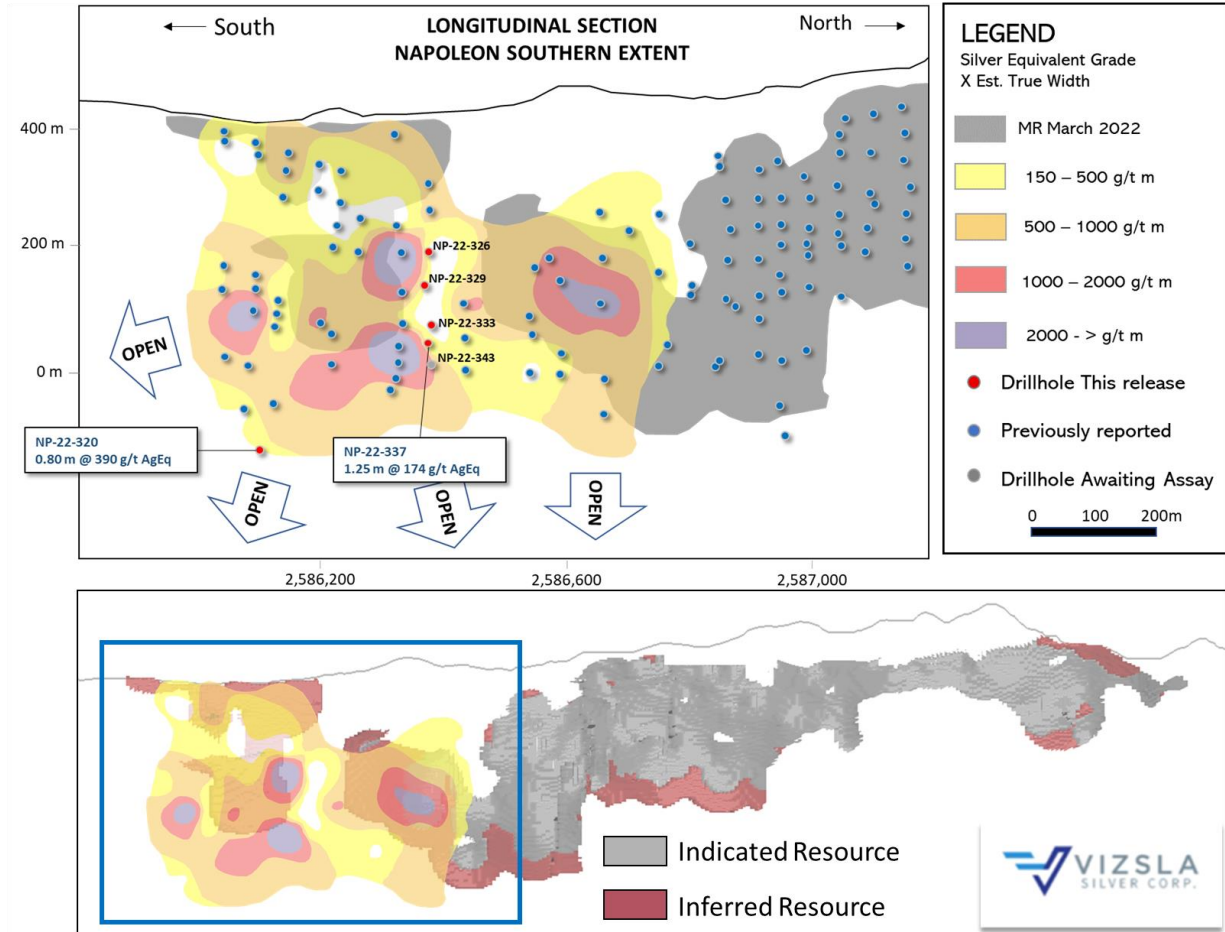 South
LONGITUDINAL SECTION
NAPOLEON SOUTHERN EXTENT
North
400 m
200 m
0 m
NP-22-326
NP-22-329
NP-22-333
NP-22-343
OPEN
NP-22-320
0.80 m @ 390 g/t AgEq
NP-22-337
1.25 m @ 174 g/t AgEq
OPEN
OPEN
OPEN
2,586,200
2,586,600
2,587,000
LEGEND
Silver Equivalent Grade
X Est. True Width
MR March 2022
150 – 500 g/t m
500 – 1000 g/t m
1000 – 2000 g/t m
2000 - > g/t m
Drillhole This release
Previously reported
Drillhole Awaiting Assay
0 100 200m
Indicated Resource
Inferred Resource
VIZSLA
SILVER CORP.